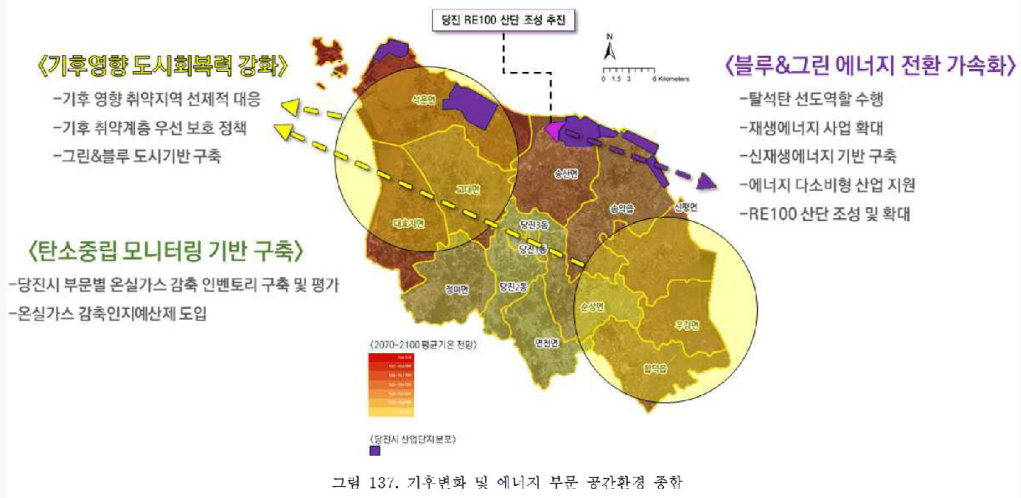 당진 RE100 산단 조성 추진
<기후영향 도시회복력 강화>
-기후 영향 취약지역 선제적 대응
-기후 취약계층 우선 보호 정책
-그린&블루 도시기반 구축
<탄소중립 모니터링 기반 구축>
-당진시 부문별 온실가스 감축 인벤토리 구축 및 평가
-온실가스 감축인지예산제 도입
N
0 1.5 3 6 Kilometers
<블루&그린 에너지 전환 가속화>
-탈석탄 선도역할 수행
-재생에너지 사업 확대
-신재생에너지 기반 구축
-에너지 다소비형 산업 지원
-RE100 산단 조성 및 확대
석문면
고대면
대호지면
송산면
송악읍
신평면
당진3동
당진1동
당진2동
정미면
면천면
순성면
우강면
합덕읍
<2070~2100 평균기온 전망>
<당진시 산업단지 분포>
그림 137. 기후변화 및 에너지 부문 공간환경 종합